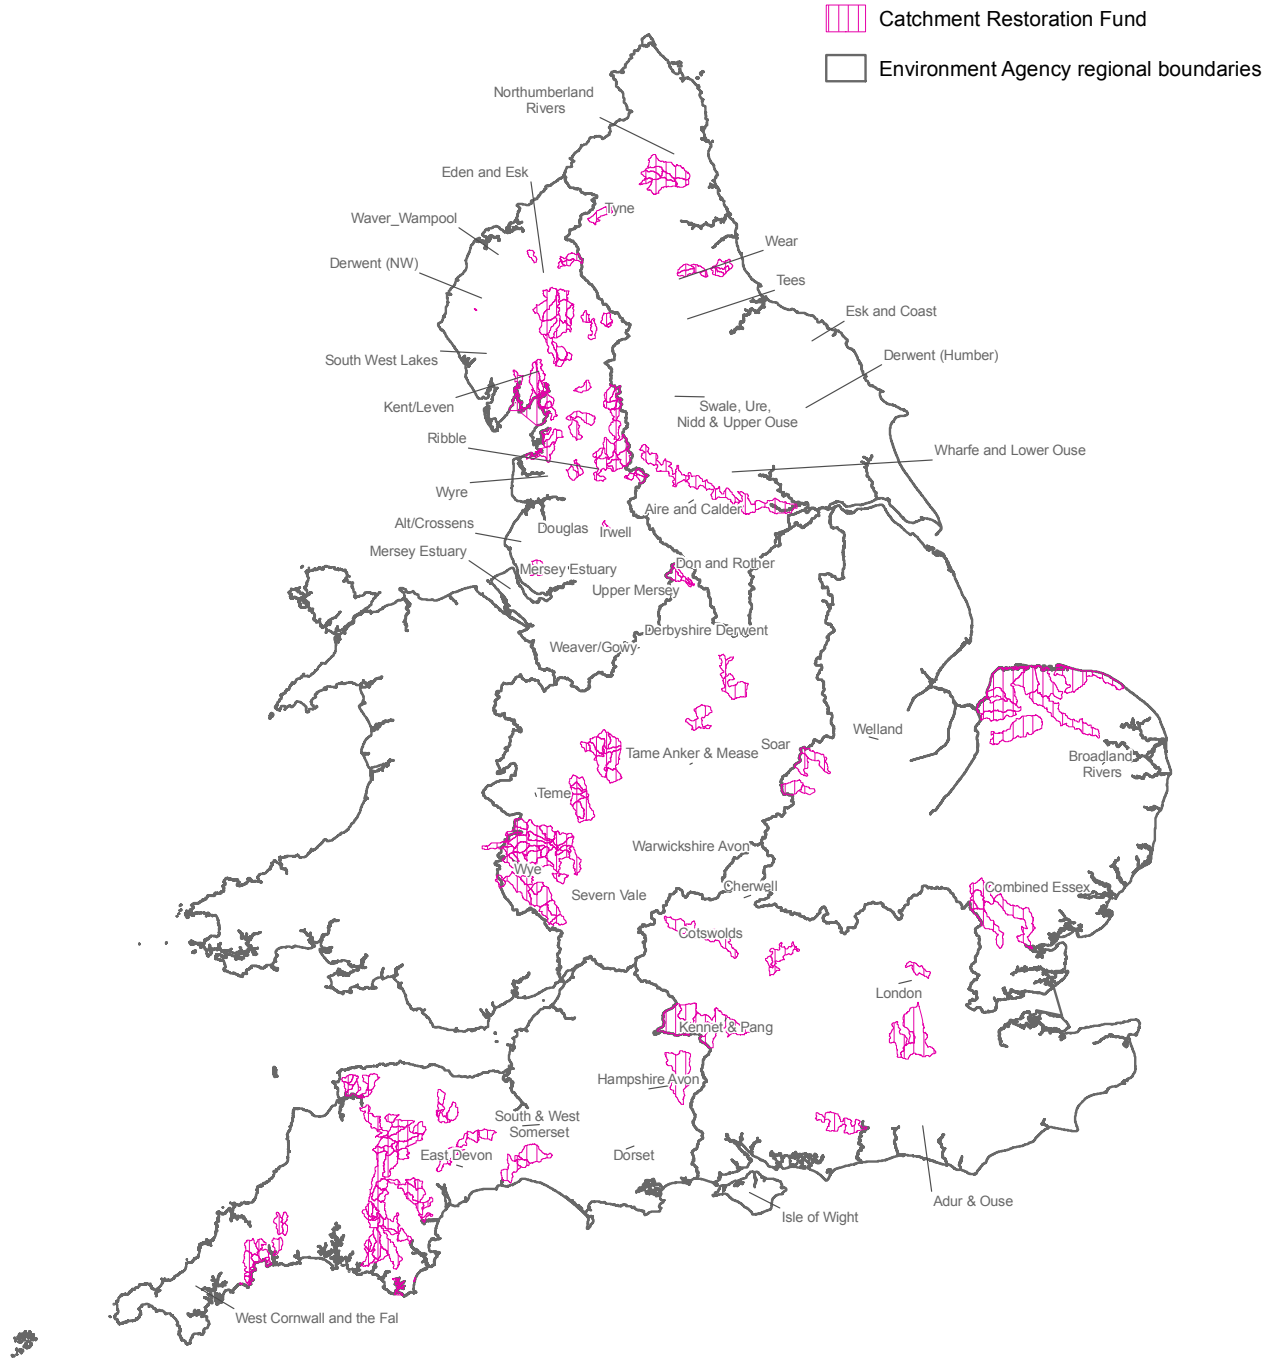 Catchment Restoration Fund
Environment Agency regional boundaries
Northumberland
Rivers
Eden and Esk
Tyne
Waver_Wampool
Wear
Derwent (NW)
Tees
Esk and Coast
South West Lakes
Derwent (Humber)
Kent/Leven
Swale, Ure,
Nidd & Upper Ouse
Ribble
Wharfe and Lower Ouse
Wyre
Aire and Calder
Alt/Crossens
Douglas
Irwell
Mersey Estuary
Mersey Estuary
Don and Rother
Upper Mersey
Derbyshire Derwent
Weaver/Gowy
Welland
Soar
Tame Anker & Mease
Broadland
Rivers
Teme
Warwickshire Avon
Wye
Cherwell
Combined Essex
Severn Vale
Cotswolds
London
Kennet & Pang
Hampshire Avon
South & West
Somerset
East Devon
Dorset
Adur & Ouse
Isle of Wight
West Cornwall and the Fal